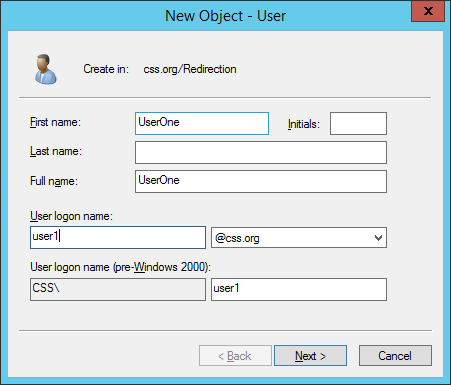 New Object - User
x
Create in: css.org/Redirection
First name: UserOne Initials:
Last name:
Full name: UserOne
User logon name:
user1 @css.org
User logon name (pre-Windows 2000):
CSS\ user1
< Back Next > Cancel